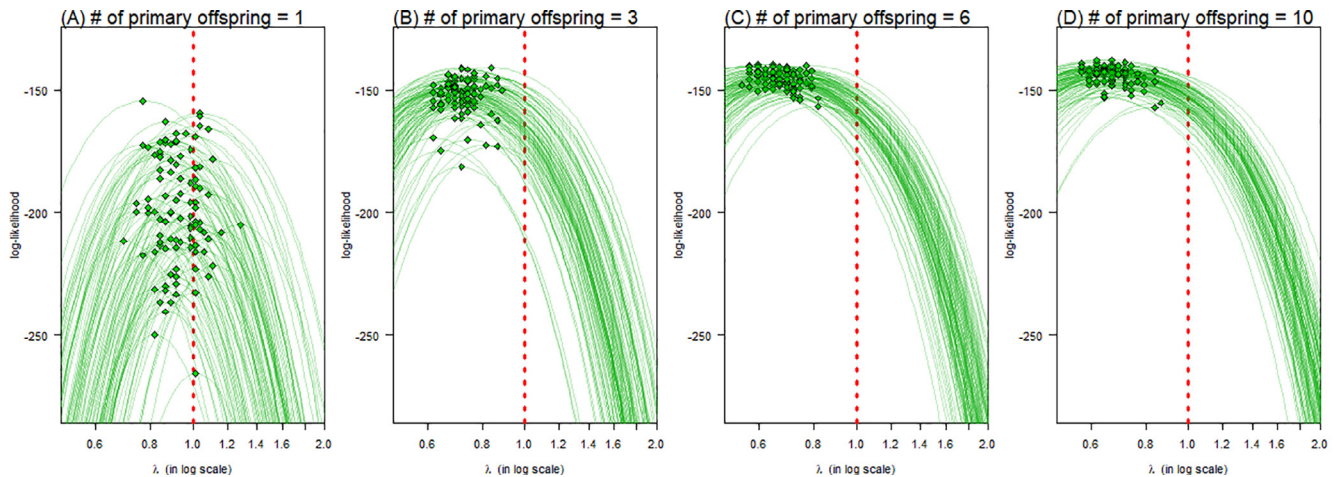 (A) # of primary offspring = 1
(B) # of primary offspring = 3
(C) # of primary offspring = 6
(D) # of primary offspring = 10
log-likelihood
-150
-200
-250
0.6 0.8 1.0 1.2 1.4 1.6 2.0
λ (in log scale)
log-likelihood
-150
-200
-250
0.6 0.8 1.0 1.2 1.4 1.6 2.0
λ (in log scale)
log-likelihood
-150
-200
-250
0.6 0.8 1.0 1.2 1.4 1.6 2.0
λ (in log scale)
log-likelihood
-150
-200
-250
0.6 0.8 1.0 1.2 1.4 1.6 2.0
λ (in log scale)